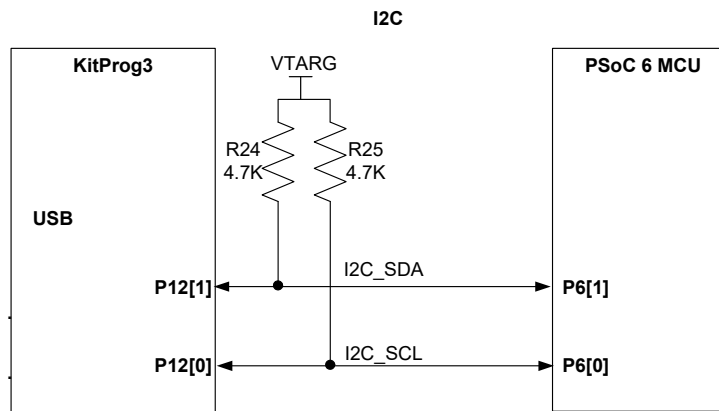 I2C
KitProg3
VTARG
PSoC 6 MCU
R24
4.7K
R25
4.7K
USB
I2C_SDA
P12[1]
P6[1]
I2C_SCL
P12[0]
P6[0]